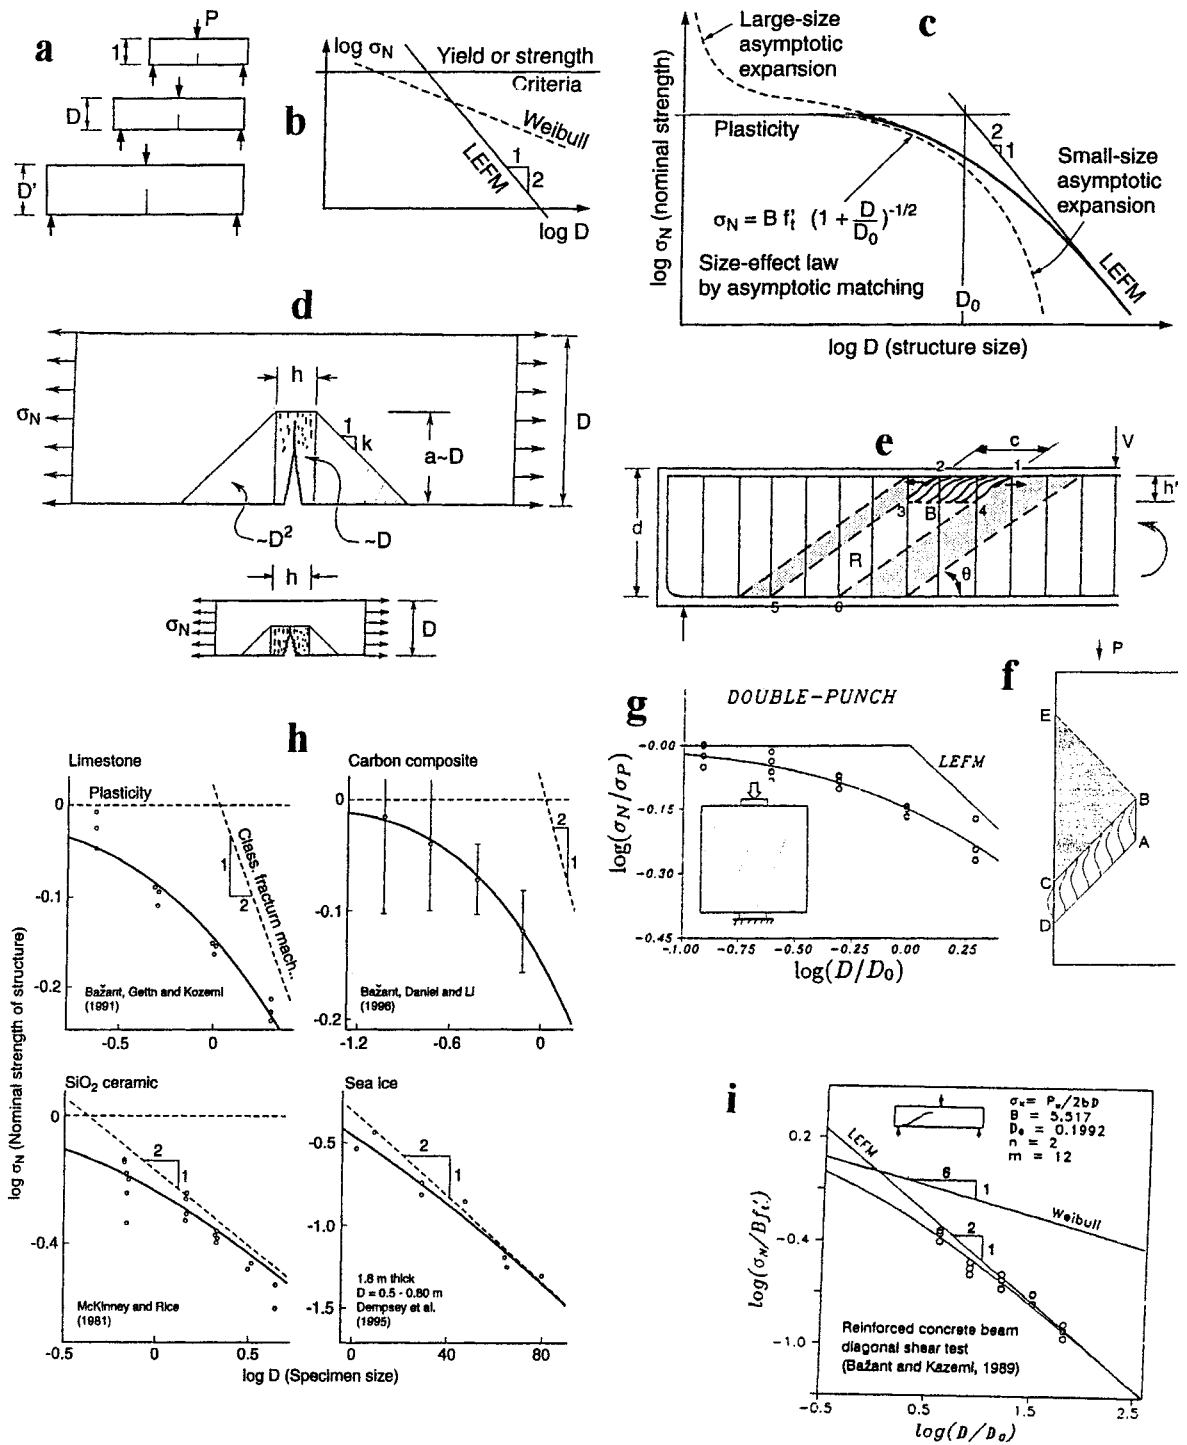 a
P
1
D
D'
b
log σN
Yield or strength
Criteria
Weibull
LEFM
1
2
log D
c
Large-size
asymptotic
expansion
log σN (nominal strength)
Plasticity
2
1
Small-size
asymptotic
expansion
σN = B f't (1 + D/D0)^-1/2
Size-effect law
by asymptotic matching
D0
LEFM
log D (structure size)
d
h
σN
1
k
a~D
D
~D²
~D
h
σN
D
e
c
V
2
1
h'
d
3
B
4
R
θ
5
6
f
P
E
B
A
C
D
g
DOUBLE-PUNCH
LEFM
log(σN/σP)
-0.00
-0.15
-0.30
-0.45
-1.00
-0.75
-0.50
-0.25
0.00
0.30
log(D/D0)
h
log σN (Nominal strength of structure)
Limestone
Plasticity
0
-0.1
-0.2
Class. fracturn mach.
1
2
Bažant, Gettn and Kozemi
(1991)
-0.5
0
Carbon composite
0
-0.1
-0.2
2
1
Bažant, Daniel and Li
(1996)
-1.2
-0.6
0
SiO2 ceramic
0
-0.4
2
1
McKinney and Rice
(1981)
-0.5
0
0.5
Sea ice
-0.5
-1.0
-1.5
2
1
1.8 m thick
D = 0.5 - 0.80 m
Dempsey et al.
(1995)
0
40
80
log D (Specimen size)
i
σN = Pu/2bD
B = 5.517
D0 = 0.1992
n = 2
m = 12
LEFM
6
1
Weibull
2
1
0.2
-0.4
-1.0
log(σN/Bf't)
Reinforced concrete beam
diagonal shear test
(Bažant and Kazemi, 1989)
-0.5
0.5
1.5
2.5
log(D/D0)